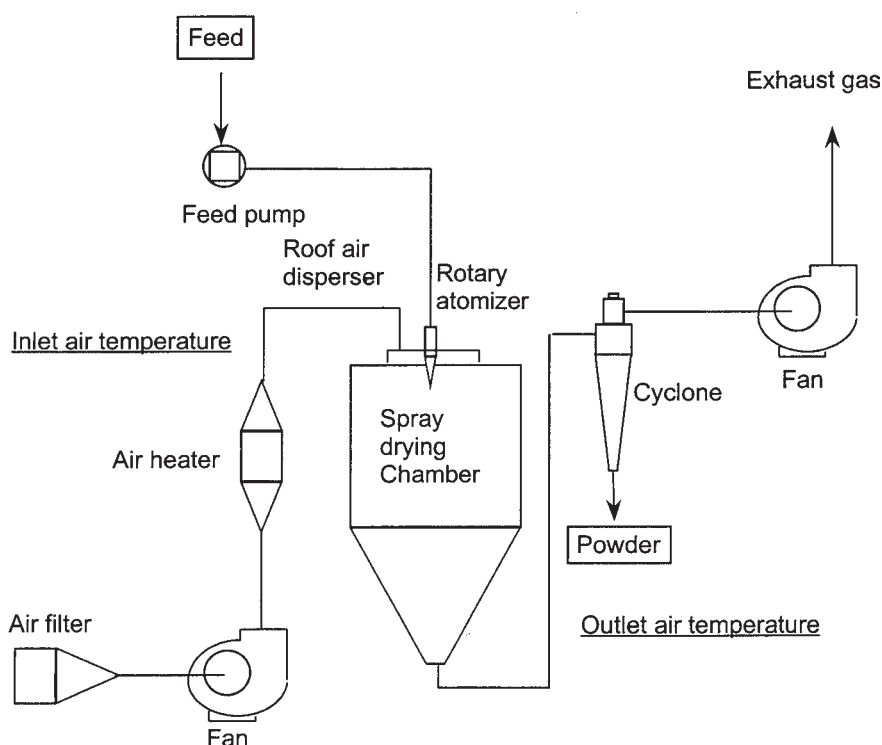 Feed
Exhaust gas
Feed pump
Roof air
disperser
Rotary
atomizer
Inlet air temperature
Fan
Cyclone
Spray
drying
Chamber
Air heater
Powder
Air filter
Outlet air temperature
Fan